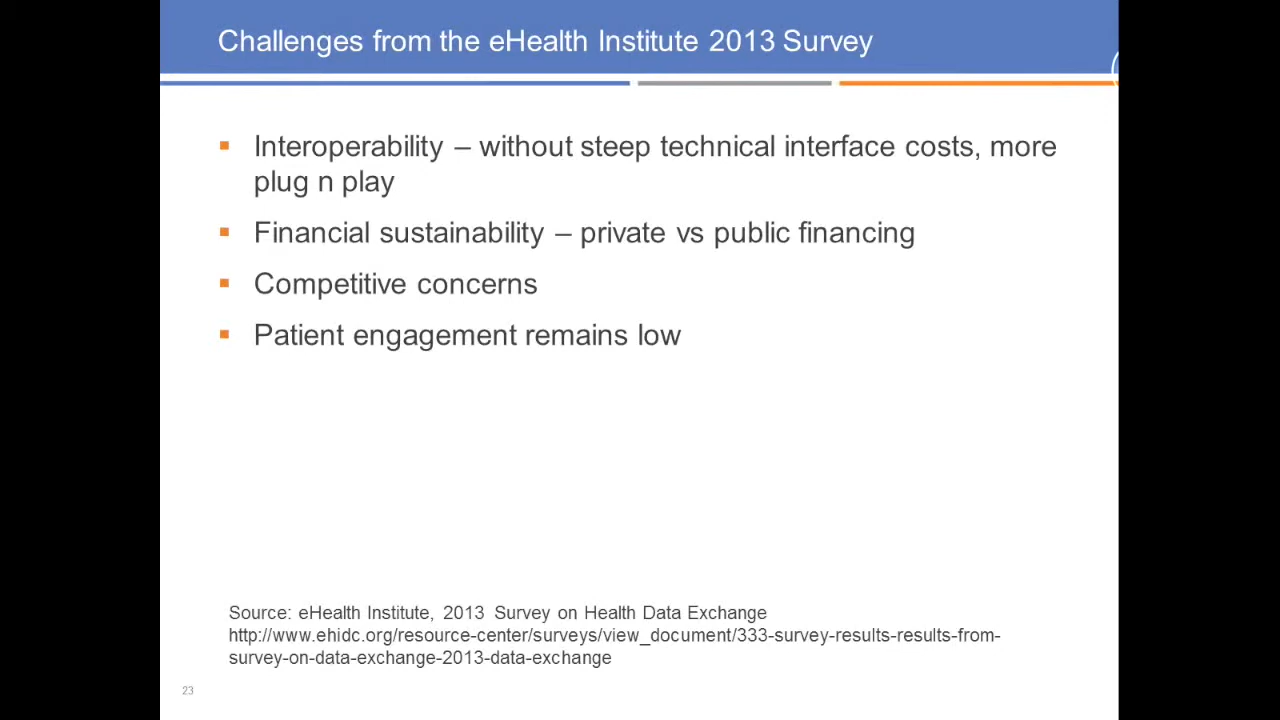 Challenges from the eHealth Institute 2013 Survey
Interoperability – without steep technical interface costs, more
plug n play
Financial sustainability – private vs public financing
Competitive concerns
Patient engagement remains low
Source: eHealth Institute, 2013 Survey on Health Data Exchange
http://www.ehidc.org/resource-center/surveys/view_document/333-survey-results-results-from-
survey-on-data-exchange-2013-data-exchange
23